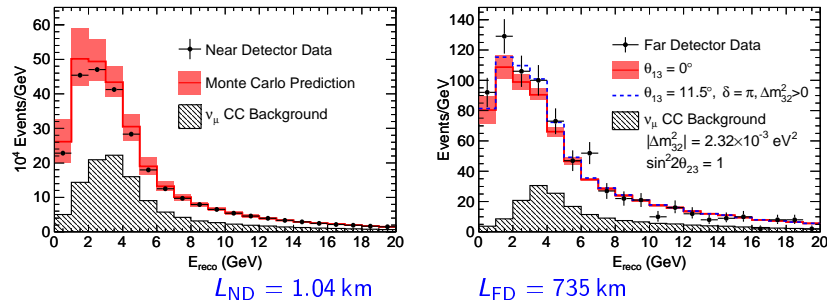 10⁴ Events/GeV
60
50
40
30
20
10
0
Near Detector Data
Monte Carlo Prediction
νμ CC Background
0 2 4 6 8 10 12 14 16 18 20
E_reco (GeV)
L_ND = 1.04 km
Events/GeV
140
120
100
80
60
40
20
0
Far Detector Data
θ₁₃ = 0°
θ₁₃ = 11.5°, δ = π, Δm²₃₂>0
νμ CC Background
|Δm²₃₂| = 2.32×10⁻³ eV²
sin²2θ₂₃ = 1
0 2 4 6 8 10 12 14 16 18 20
E_reco (GeV)
L_FD = 735 km